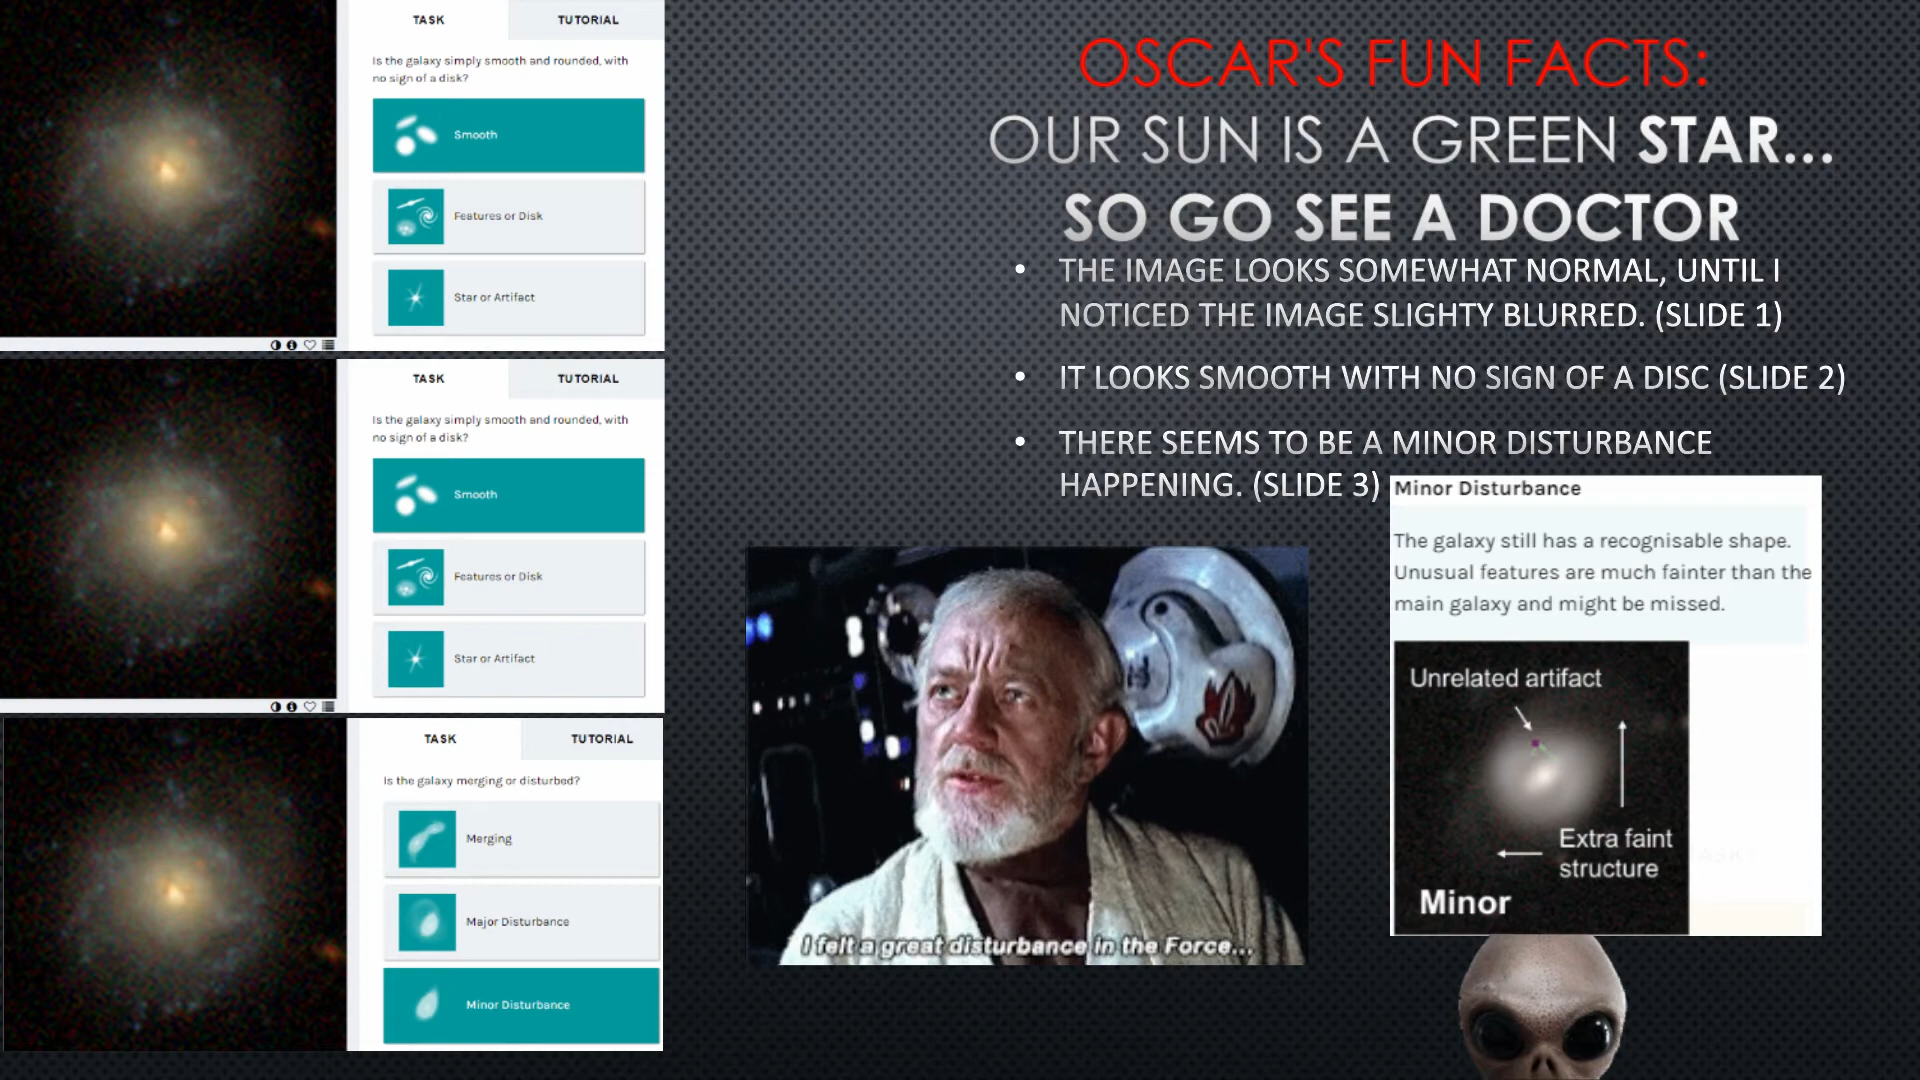 TASK
TUTORIAL
Is the galaxy simply smooth and rounded, with
no sign of a disk?
Smooth
Features or Disk
Star or Artifact
TASK
TUTORIAL
Is the galaxy simply smooth and rounded, with
no sign of a disk?
Smooth
Features or Disk
Star or Artifact
TASK
TUTORIAL
Is the galaxy merging or disturbed?
Merging
Major Disturbance
Minor Disturbance
OSCAR'S FUN FACTS:
OUR SUN IS A GREEN STAR...
SO GO SEE A DOCTOR
• THE IMAGE LOOKS SOMEWHAT NORMAL, UNTIL I
NOTICED THE IMAGE SLIGHTY BLURRED. (SLIDE 1)
• IT LOOKS SMOOTH WITH NO SIGN OF A DISC (SLIDE 2)
• THERE SEEMS TO BE A MINOR DISTURBANCE
HAPPENING. (SLIDE 3)
I felt a great disturbance in the Force...
Minor Disturbance
The galaxy still has a recognisable shape.
Unusual features are much fainter than the
main galaxy and might be missed.
Unrelated artifact
Extra faint
structure
Minor